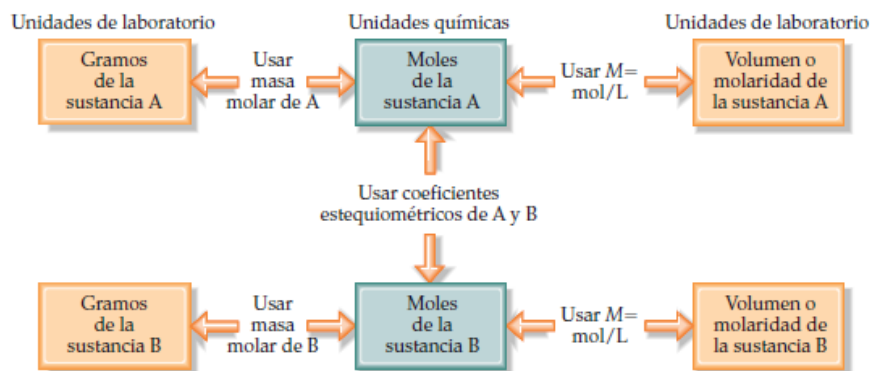 Unidades de laboratorio
Unidades químicas
Unidades de laboratorio
Gramos
de la
sustancia A
Usar
masa
molar de A
Moles
de la
sustancia A
Usar M=
mol/L
Volumen o
molaridad de
la sustancia A
Usar coeficientes
estequiométricos de A y B
Gramos
de la
sustancia B
Usar
masa
molar de B
Moles
de la
sustancia B
Usar M=
mol/L
Volumen o
molaridad de
la sustancia B